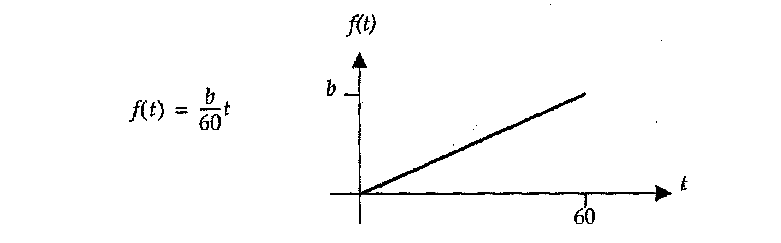 f(t)
b
f(t) = b/60 t
t
60